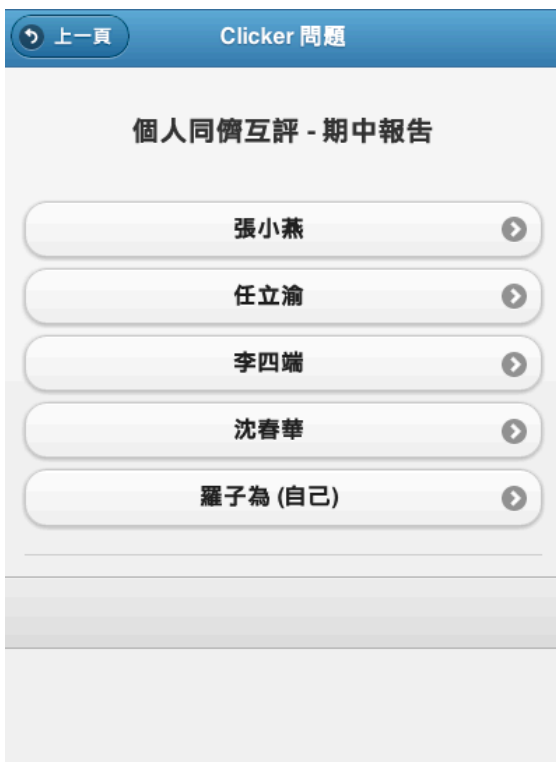 上一頁 Clicker 問題
個人同儕互評 - 期中報告
張小燕
任立渝
李四端
沈春華
羅子為 (自己)